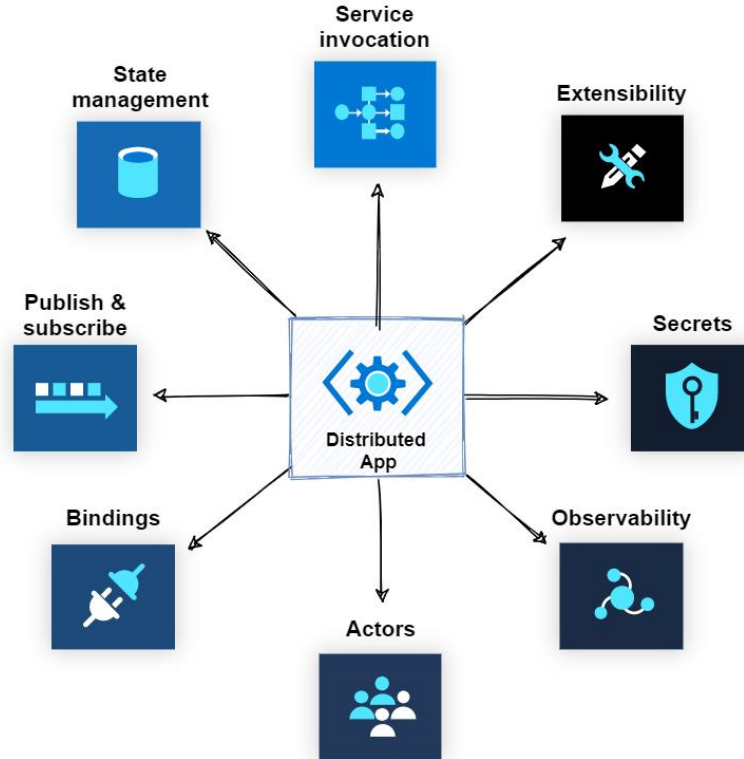 Service
invocation
State
management
Extensibility
Publish &
subscribe
Secrets
Distributed
App
Bindings
Observability
Actors